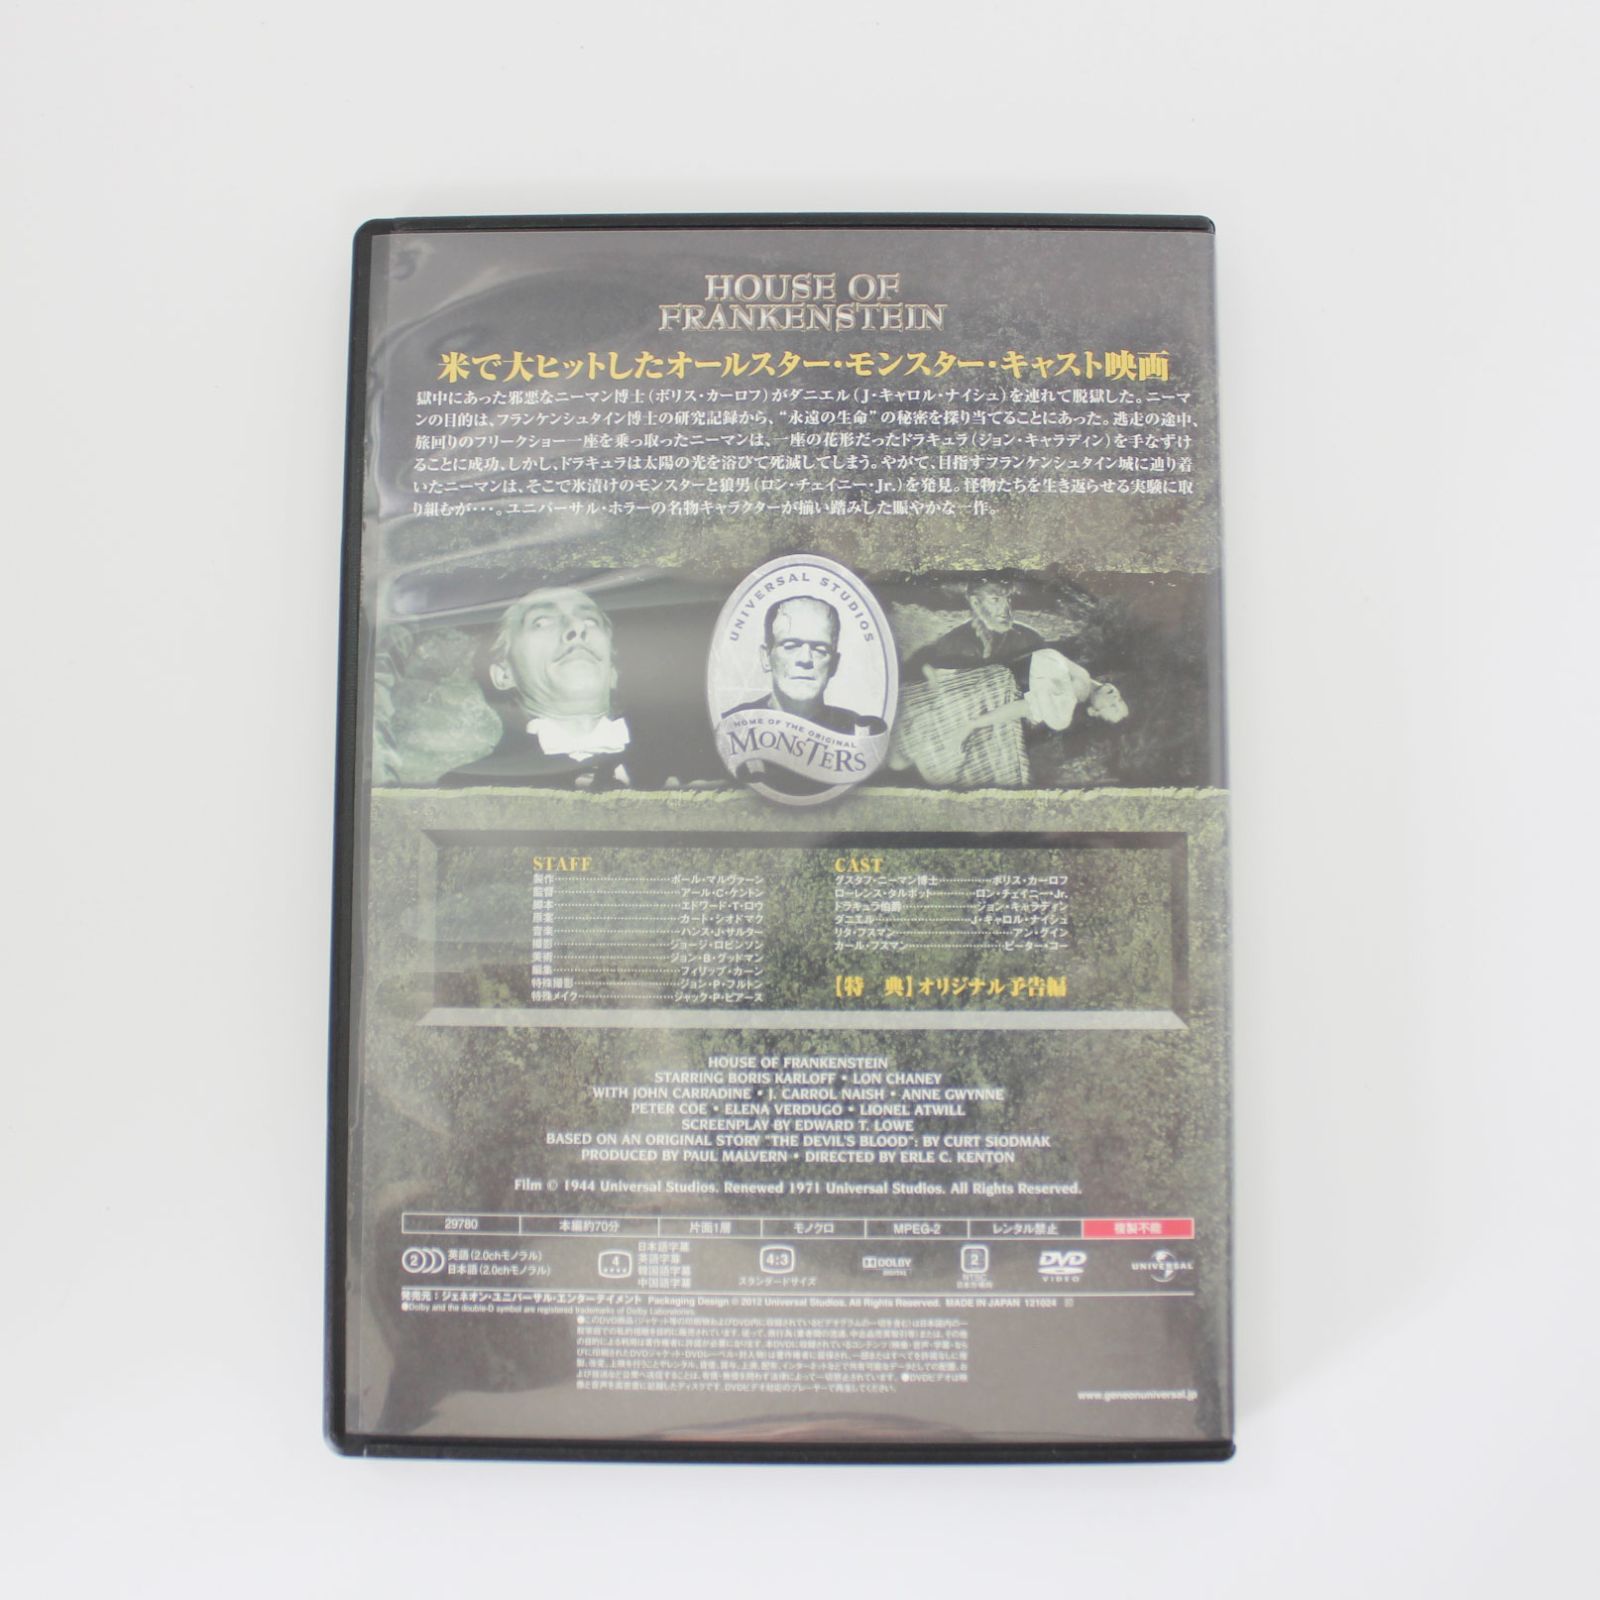 HOUSE OF
FRANKENSTEIN
米で大ヒットしたオールスター・モンスター・キャスト映画
獄中にあった邪悪なニーマン博士(ボリス・カーロフ)がダニエル(J・キャロル・ナイシュ)を連れて脱獄した。ニーマ
ンの目的は、フランケンシュタイン博士の研究記録から、“永遠の生命”の秘密を探り当てることにあった。逃走の途中、
旅回りのフリークショー一座を乗っ取ったニーマンは、一座の花形だったドラキュラ(ジョン・キャラディン)を手なずけ
ることに成功。しかし、ドラキュラは太陽の光を浴びて死滅してしまう。やがて、目指すフランケンシュタイン城に辿り着
いたニーマンは、そこで氷漬けのモンスターと狼男(ロン・チェイニー・Jr.)を発見。怪物たちを生き返らせる実験に取
り組むが・・・。ユニバーサル・ホラーの名物キャラクターが揃い踏みした賑やかな一作。
UNIVERSAL STUDIOS
HOME OF THE ORIGINAL
MONSTERS
STAFF
製作…………ポール・マルヴァーン
監督…………アール・C・ケントン
脚本…………エドワード・T・ロウ
原案…………カート・シオドマク
音楽…………ハンス・J・サルター
撮影…………ジョージ・ロビンソン
美術…………ジョン・B・グッドマン
編集…………フィリップ・カーン
特殊撮影…………ジョン・P・フルトン
特殊メイク…………ジャック・P・ピアース
CAST
グスタフ・ニーマン博士…………ボリス・カーロフ
ローレンス・タルボット…………ロン・チェイニー・Jr.
ドラキュラ伯爵…………ジョン・キャラディン
ダニエル…………J・キャロル・ナイシュ
リタ・フスマン…………アン・グイン
カール・フスマン…………ピーター・コー
【特 典】オリジナル予告編
HOUSE OF FRANKENSTEIN
STARRING BORIS KARLOFF • LON CHANEY
WITH JOHN CARRADINE • J. CARROL NAISH • ANNE GWYNNE
PETER COE • ELENA VERDUGO • LIONEL ATWILL
SCREENPLAY BY EDWARD T. LOWE
BASED ON AN ORIGINAL STORY "THE DEVIL'S BLOOD": BY CURT SIODMAK
PRODUCED BY PAUL MALVERN • DIRECTED BY ERLE C. KENTON
Film © 1944 Universal Studios. Renewed 1971 Universal Studios. All Rights Reserved.
29780 本編約70分 片面1層 モノクロ MPEG-2 レンタル禁止 複製不能
2 英語(2.0chモノラル)
日本語(2.0chモノラル)
4 日本語字幕
英語字幕
韓国語字幕
中国語字幕
4:3
スタンダードサイズ
DOLBY
DIGITAL
2
NTSC
日本市場向
DVD
VIDEO
UNIVERSAL
発売元:ジェネオン・ユニバーサル・エンターテイメント Packaging Design © 2012 Universal Studios. All Rights Reserved. MADE IN JAPAN 121024
●Dolby and the double-D symbol are registered trademarks of Dolby Laboratories.
www.geneonuniversal.jp